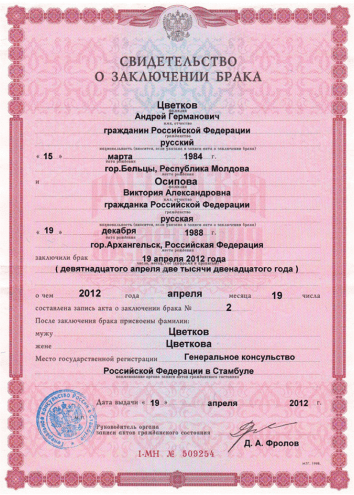 СВИДЕТЕЛЬСТВО
О ЗАКЛЮЧЕНИИ БРАКА
Цветков
фамилия
Андрей Германович
имя, отчество
гражданин Российской Федерации
гражданство
русский
национальность (вносится, если указана в записи акта о заключении брака)
« 15 » марта 1984 г.
дата рождения
гор.Бельцы, Республика Молдова
место рождения
и Осипова
фамилия
Виктория Александровна
имя, отчество
гражданка Российской Федерации
гражданство
русская
национальность (вносится, если указана в записи акта о заключении брака)
« 19 » декабря 1988 г.
дата рождения
гор.Архангельск, Российская Федерация
место рождения
заключили брак 19 апреля 2012 года
( девятнадцатого апреля две тысячи двенадцатого года )
о чем 2012 года апреля месяца 19 числа
составлена запись акта о заключении брака № 2
После заключения брака присвоены фамилии:
мужу Цветков
жене Цветкова
Место государственной регистрации Генеральное консульство
Российской Федерации в Стамбуле
наименование органа записи актов гражданского состояния
Дата выдачи « 19 » апреля 2012 г.
Руководитель органа
записи актов гражданского состояния
Д. А. Фролов
I-МН № 509254